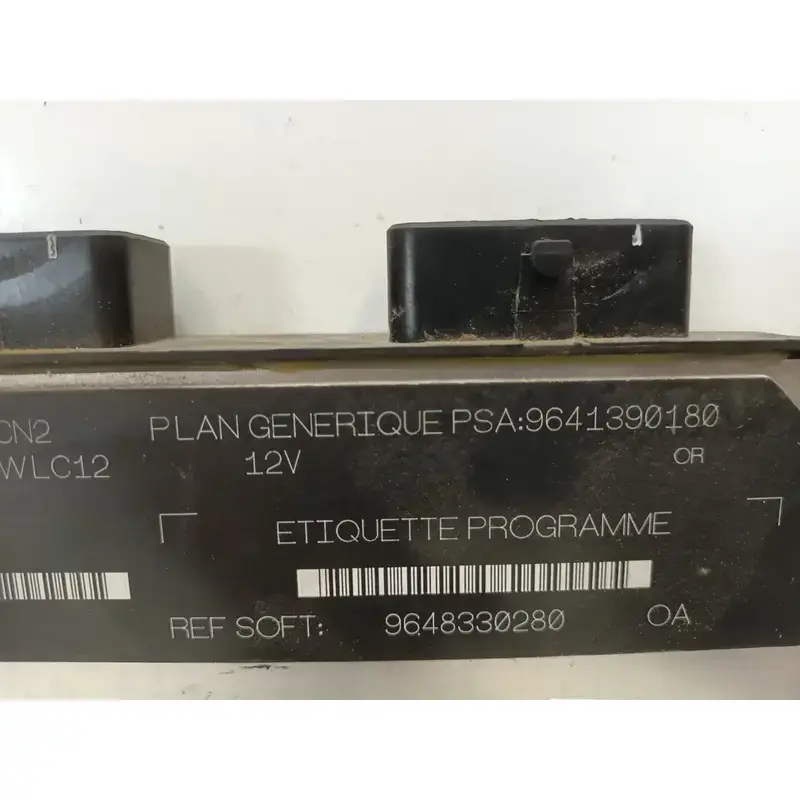 CN2 PLAN GENERIQUE PSA:9641390180
WLC12 12V OR
ETIQUETTE PROGRAMME
REF SOFT: 9648330280 OA